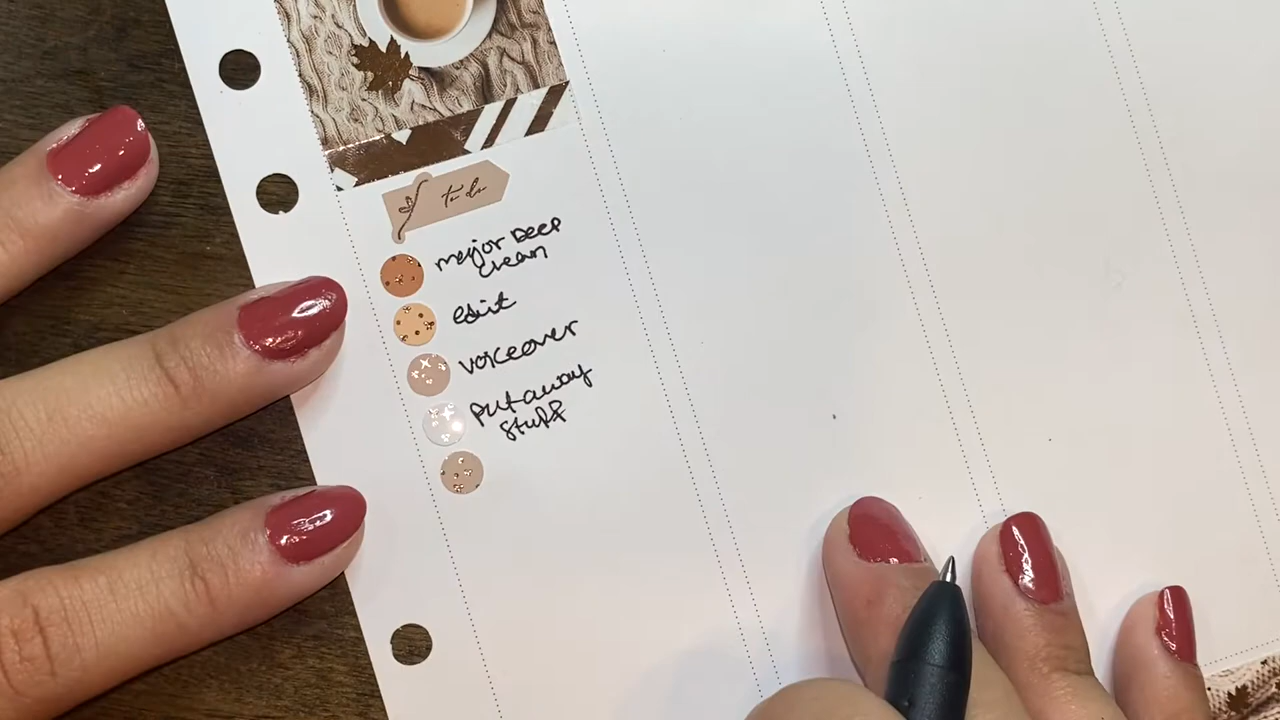 to do
major Deep
clean
edit
voiceover
put away
stuff